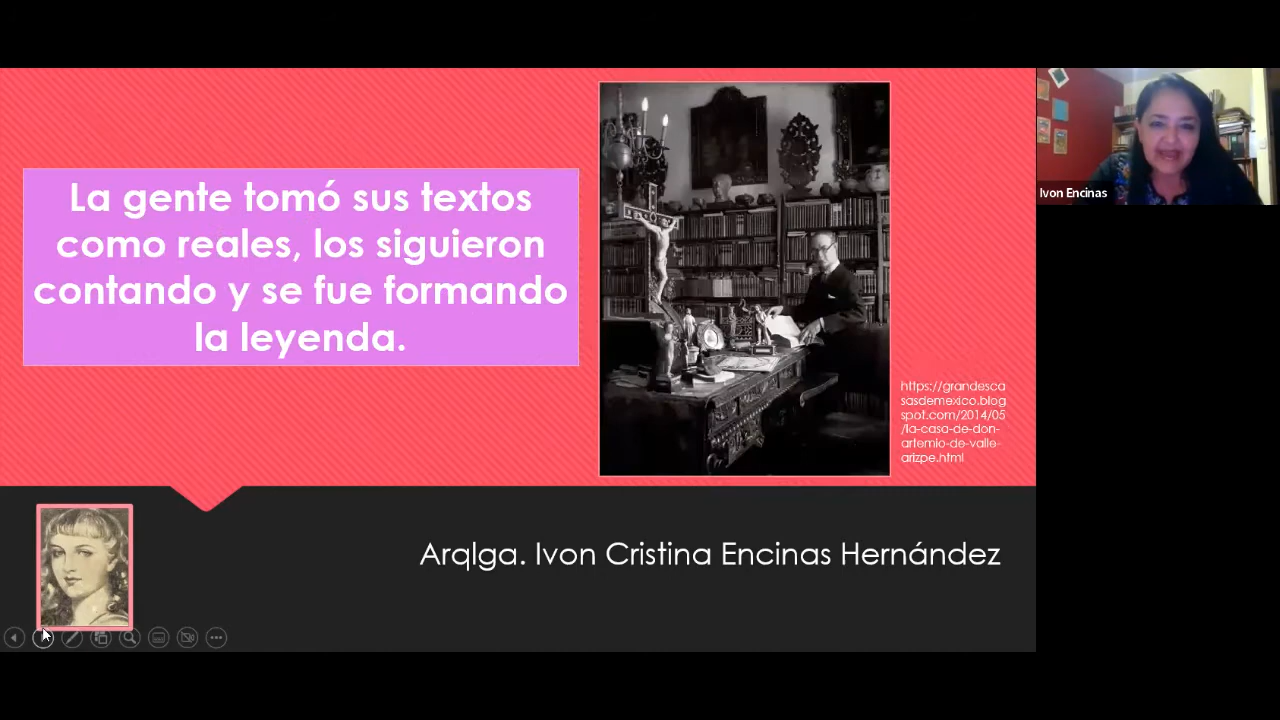 La gente tomó sus textos
como reales, los siguieron
contando y se fue formando
la leyenda.
https://grandesca
sasdemexico.blog
spot.com/2014/05
/la-casa-de-don-
artemio-de-valle-
arizpe.html
Arqlga. Ivon Cristina Encinas Hernández
Ivon Encinas